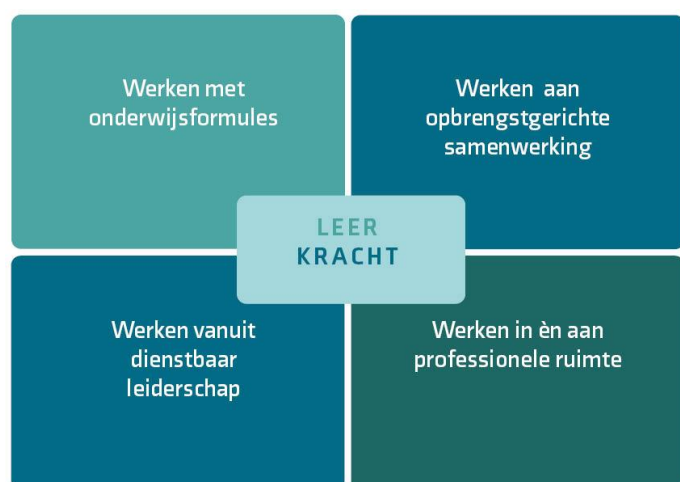 Werken met
onderwijsformules
Werken aan
opbrengstgerichte
samenwerking
LEER
KRACHT
Werken vanuit
dienstbaar
leiderschap
Werken in èn aan
professionele ruimte